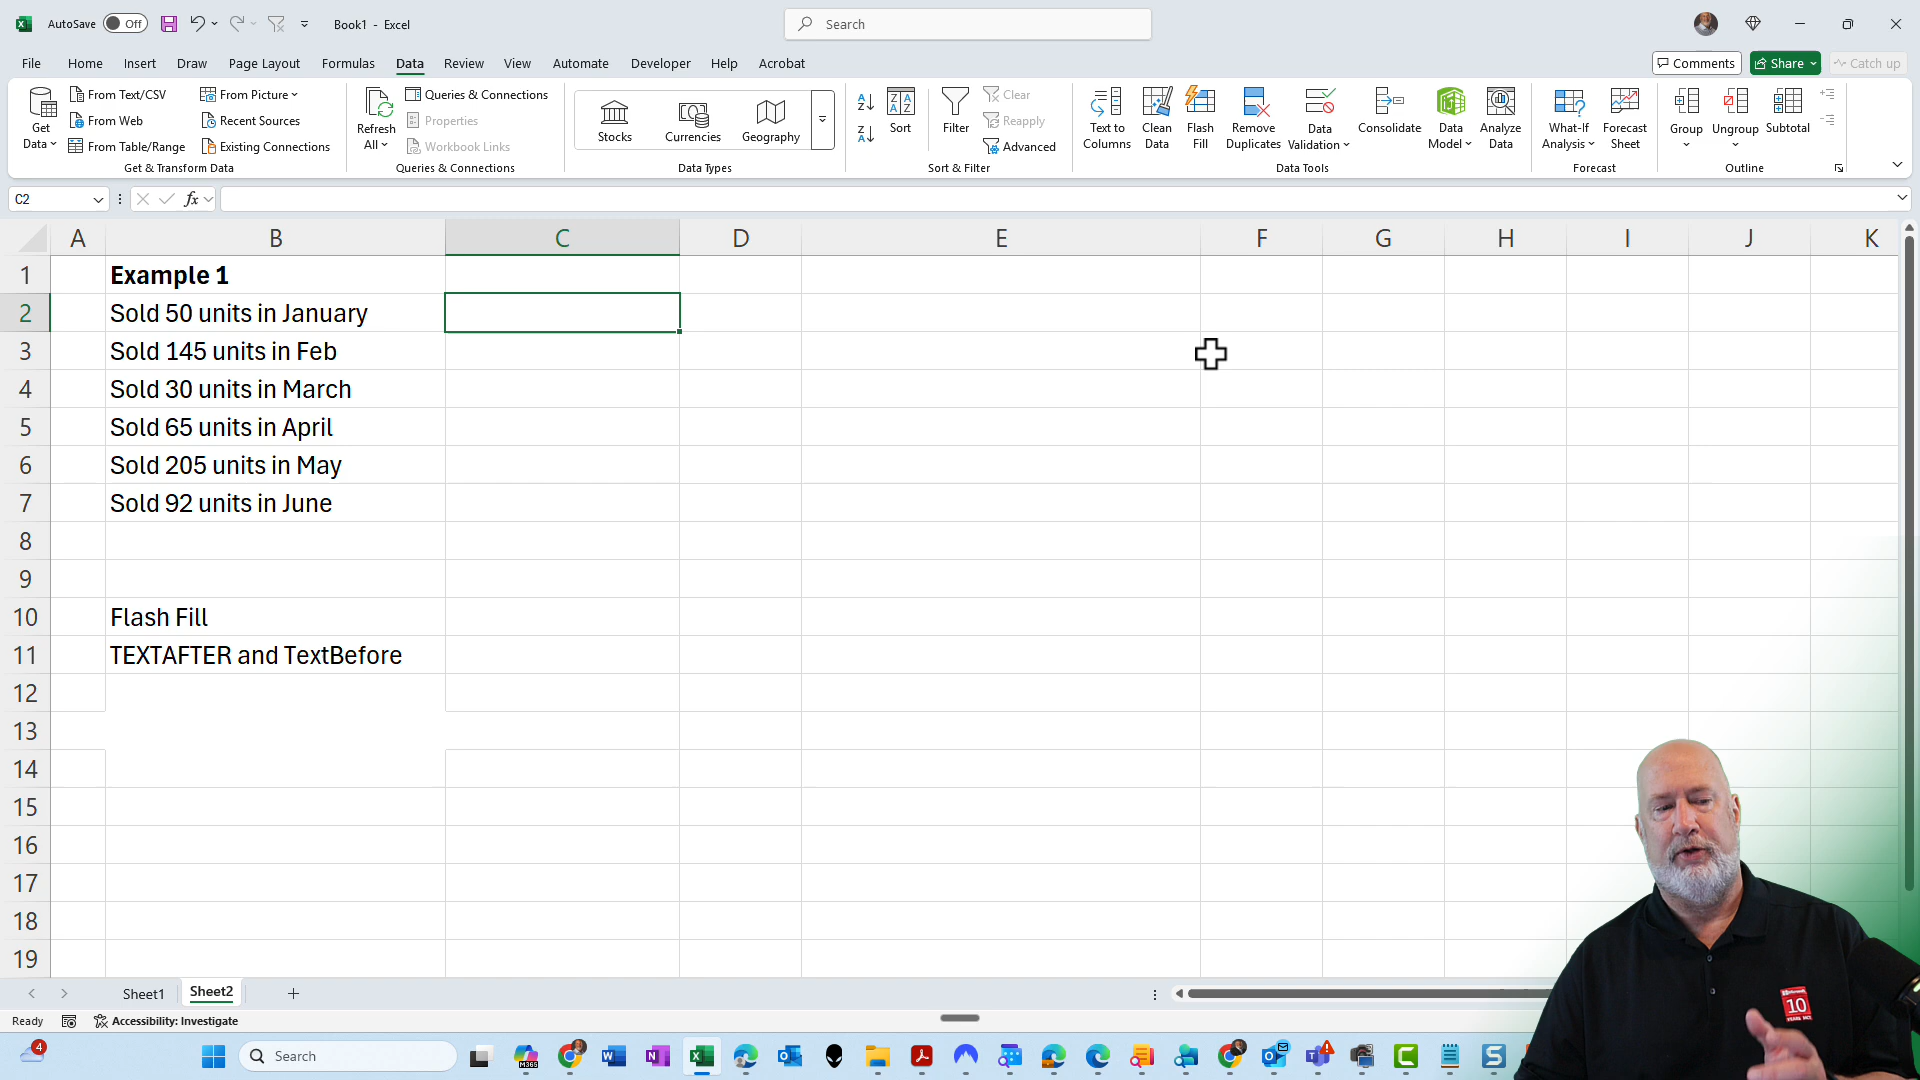 AutoSave Off Book1 - Excel Search
File Home Insert Draw Page Layout Formulas Data Review View Automate Developer Help Acrobat Comments Share Catch up
Get Data From Text/CSV From Web From Table/Range From Picture Recent Sources Existing Connections
Get & Transform Data
Refresh All Queries & Connections Properties Workbook Links
Queries & Connections
Stocks Currencies Geography
Data Types
Sort Filter Clear Reapply Advanced
Sort & Filter
Text to Columns Clean Data Flash Fill Remove Duplicates Data Validation Consolidate Data Model Analyze Data
Data Tools
What-If Analysis Forecast Sheet
Forecast
Group Ungroup Subtotal
Outline
C2 fx
A B C D E F G H I J K
1 Example 1
2 Sold 50 units in January
3 Sold 145 units in Feb
4 Sold 30 units in March
5 Sold 65 units in April
6 Sold 205 units in May
7 Sold 92 units in June
8
9
10 Flash Fill
11 TEXTAFTER and TextBefore
12
13
14
15
16
17
18
19
Sheet1 Sheet2
Ready Accessibility: Investigate
4 Search M365
10